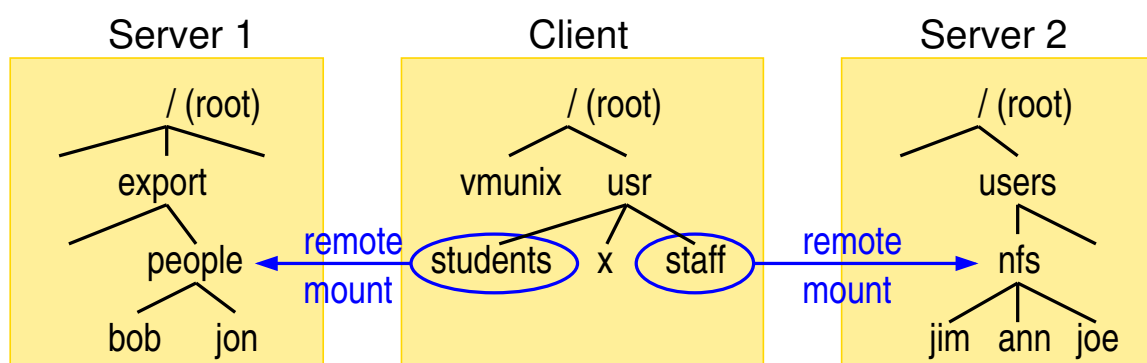 Server 1
Client
Server 2
/ (root)
/ (root)
/ (root)
export
vmunix usr
users
people
remote
mount
students x staff
remote
mount
nfs
bob jon
jim ann joe